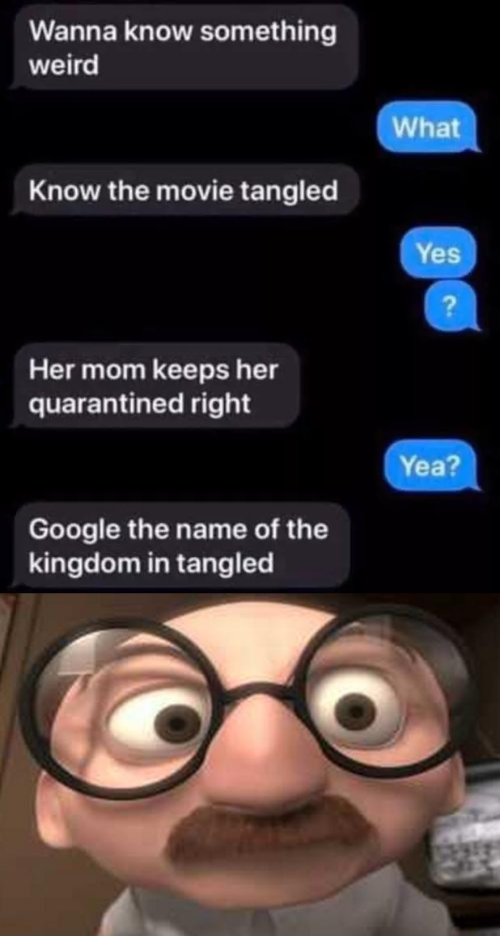 Wanna know something
weird
What
Know the movie tangled
Yes
?
Her mom keeps her
quarantined right
Yea?
Google the name of the
kingdom in tangled